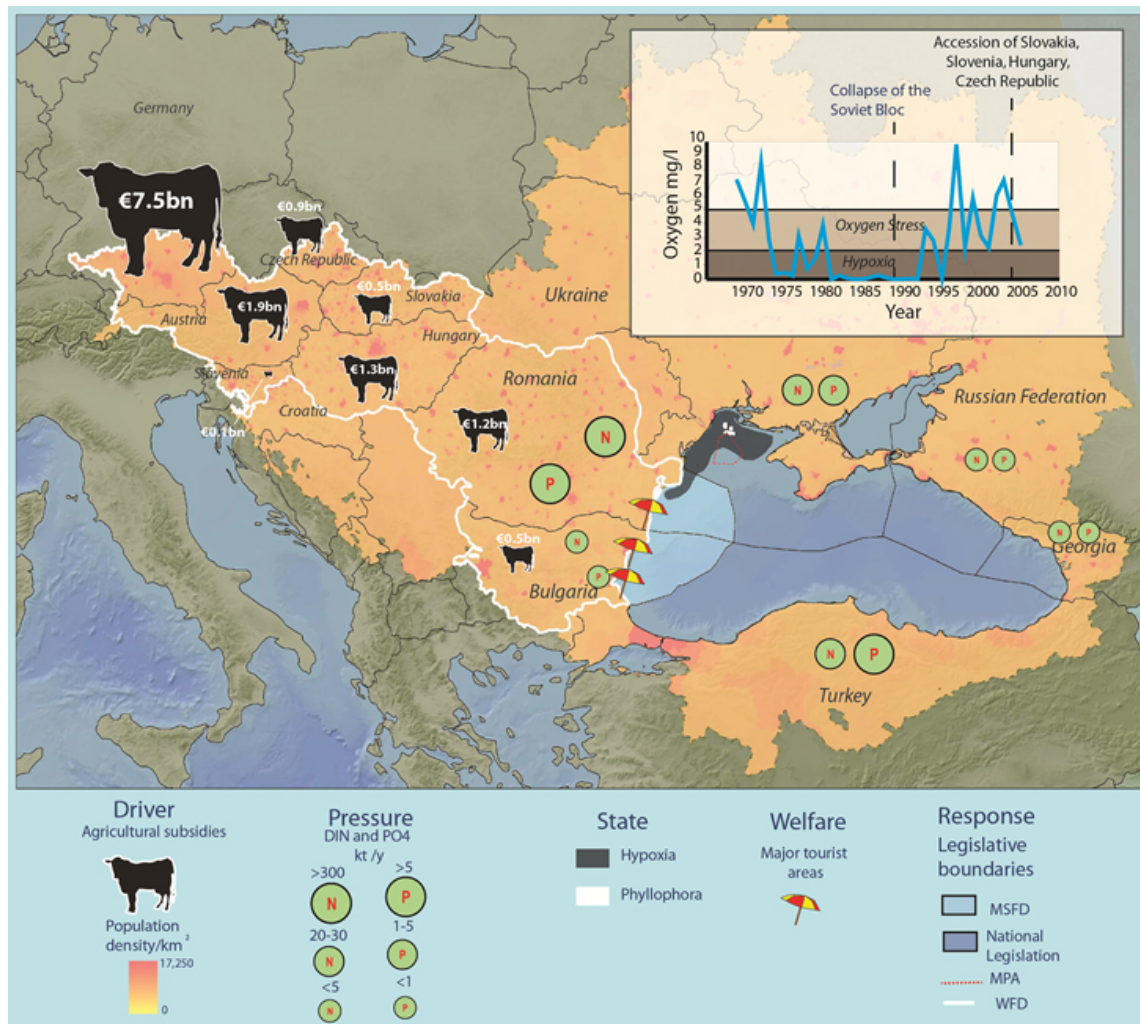 Germany
€7.5bn
€0.9bn
Czech Republic
€0.5bn
Slovakia
€1.9bn
Austria
Hungary
Slovenia
€1.3bn
Croatia
€0.1bn
Ukraine
Romania
€1.2bn
N
P
€0.5bn
N
P
Bulgaria
N P
Russian Federation
N P
N P
Georgia
N P
Turkey
Accession of Slakia,
Slovenia, Hungary,
Czech Republic
Collapse of the
Soviet Bloc
Oxygen mg/l
10
9
8
7
6
5
4
3
2
1
0
Oxygen Stress
Hypoxia
1970 1975 1980 1985 1990 1995 2000 2005 2010
Year
Driver
Agricultural subsidies
Population
density/km 2
17,250
0
Pressure
DIN and PO4
kt /y
>300 >5
N P
20-30 1-5
N P
<5 <1
N P
State
Hypoxia
Phyllophora
Welfare
Major tourist
areas
Response
Legislative
boundaries
MSFD
National
Legislation
MPA
WFD